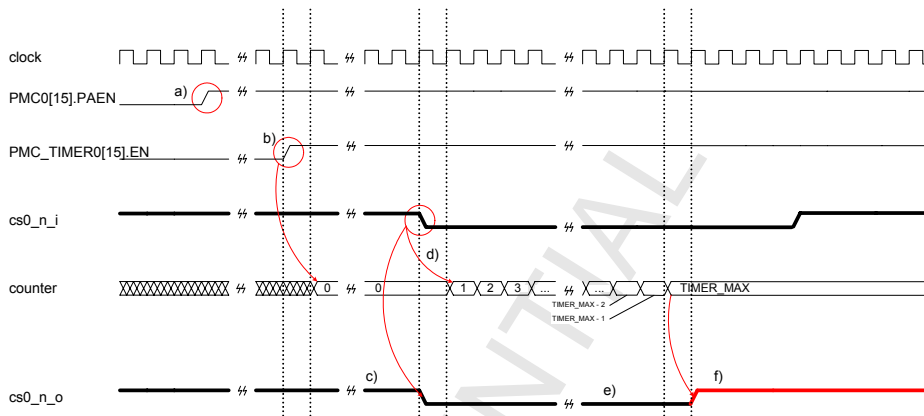 clock
PMC0[15].PAEN
a)
PMC_TIMER0[15].EN
b)
cs0_n_i
d)
counter
0
0
1
2
3
...
...
TIMER_MAX
TIMER_MAX - 2
TIMER_MAX - 1
cs0_n_o
c)
e)
f)
NTIAL